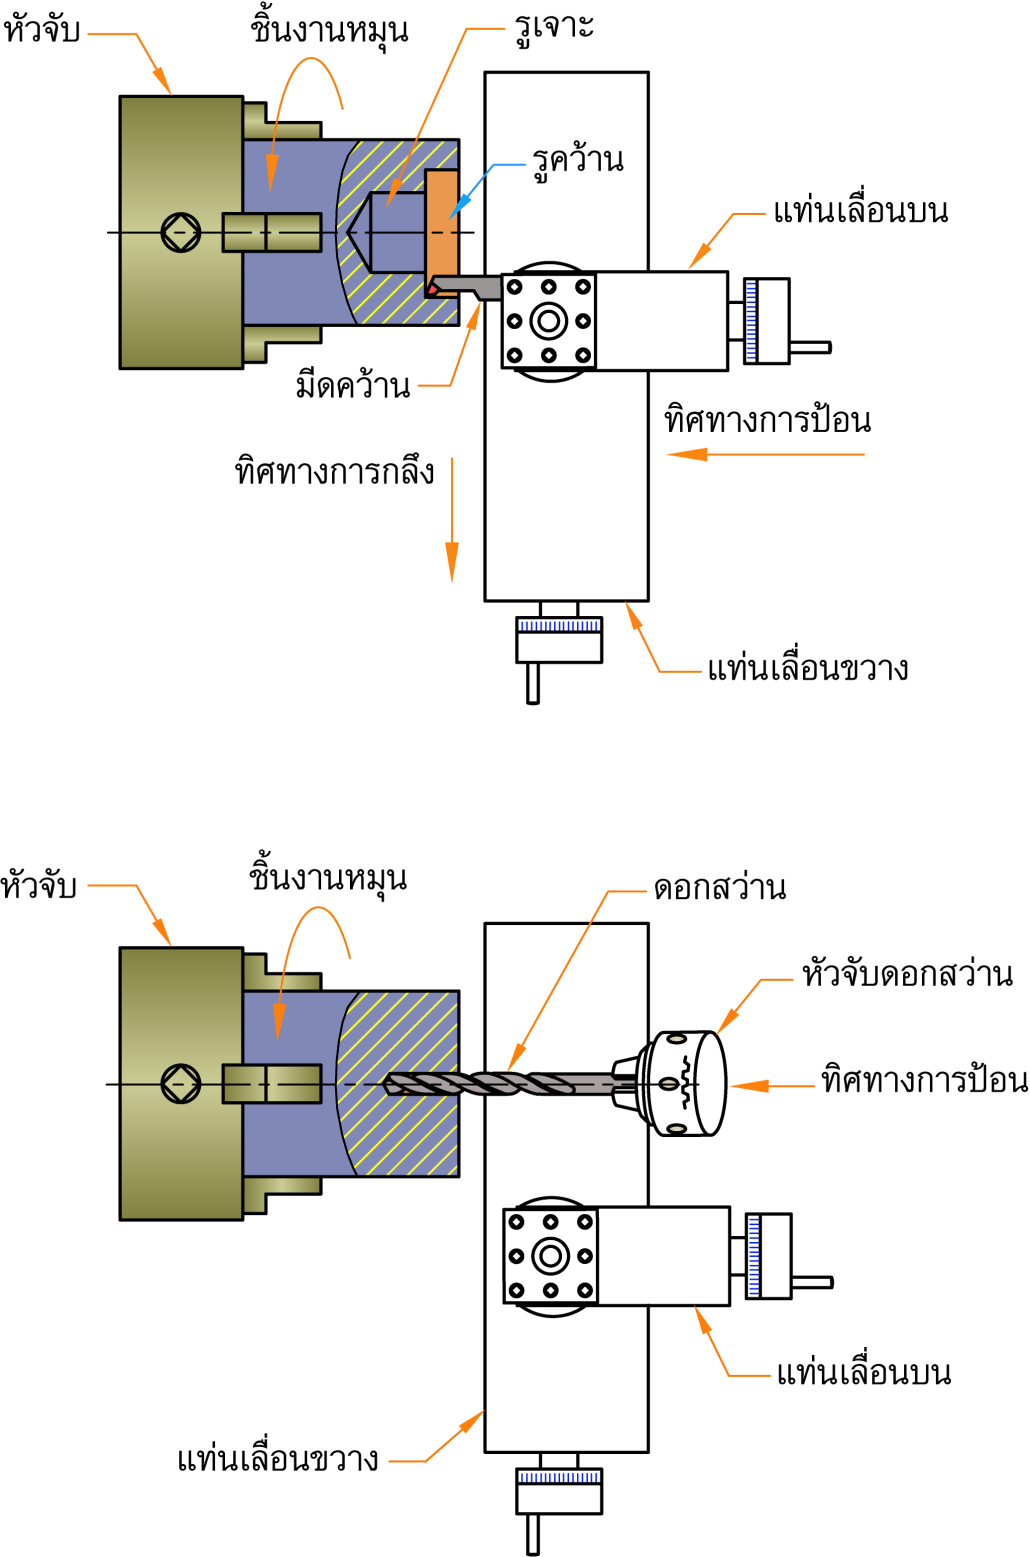 หัวจับ
ชิ้นงานหมุน
รูเจาะ
รูคว้าน
แท่นเลื่อนบน
มีดคว้าน
ทิศทางการป้อน
ทิศทางการกลึง
แท่นเลื่อนขวาง
หัวจับ
ชิ้นงานหมุน
ดอกสว่าน
หัวจับดอกสว่าน
ทิศทางการป้อน
แท่นเลื่อนบน
แท่นเลื่อนขวาง